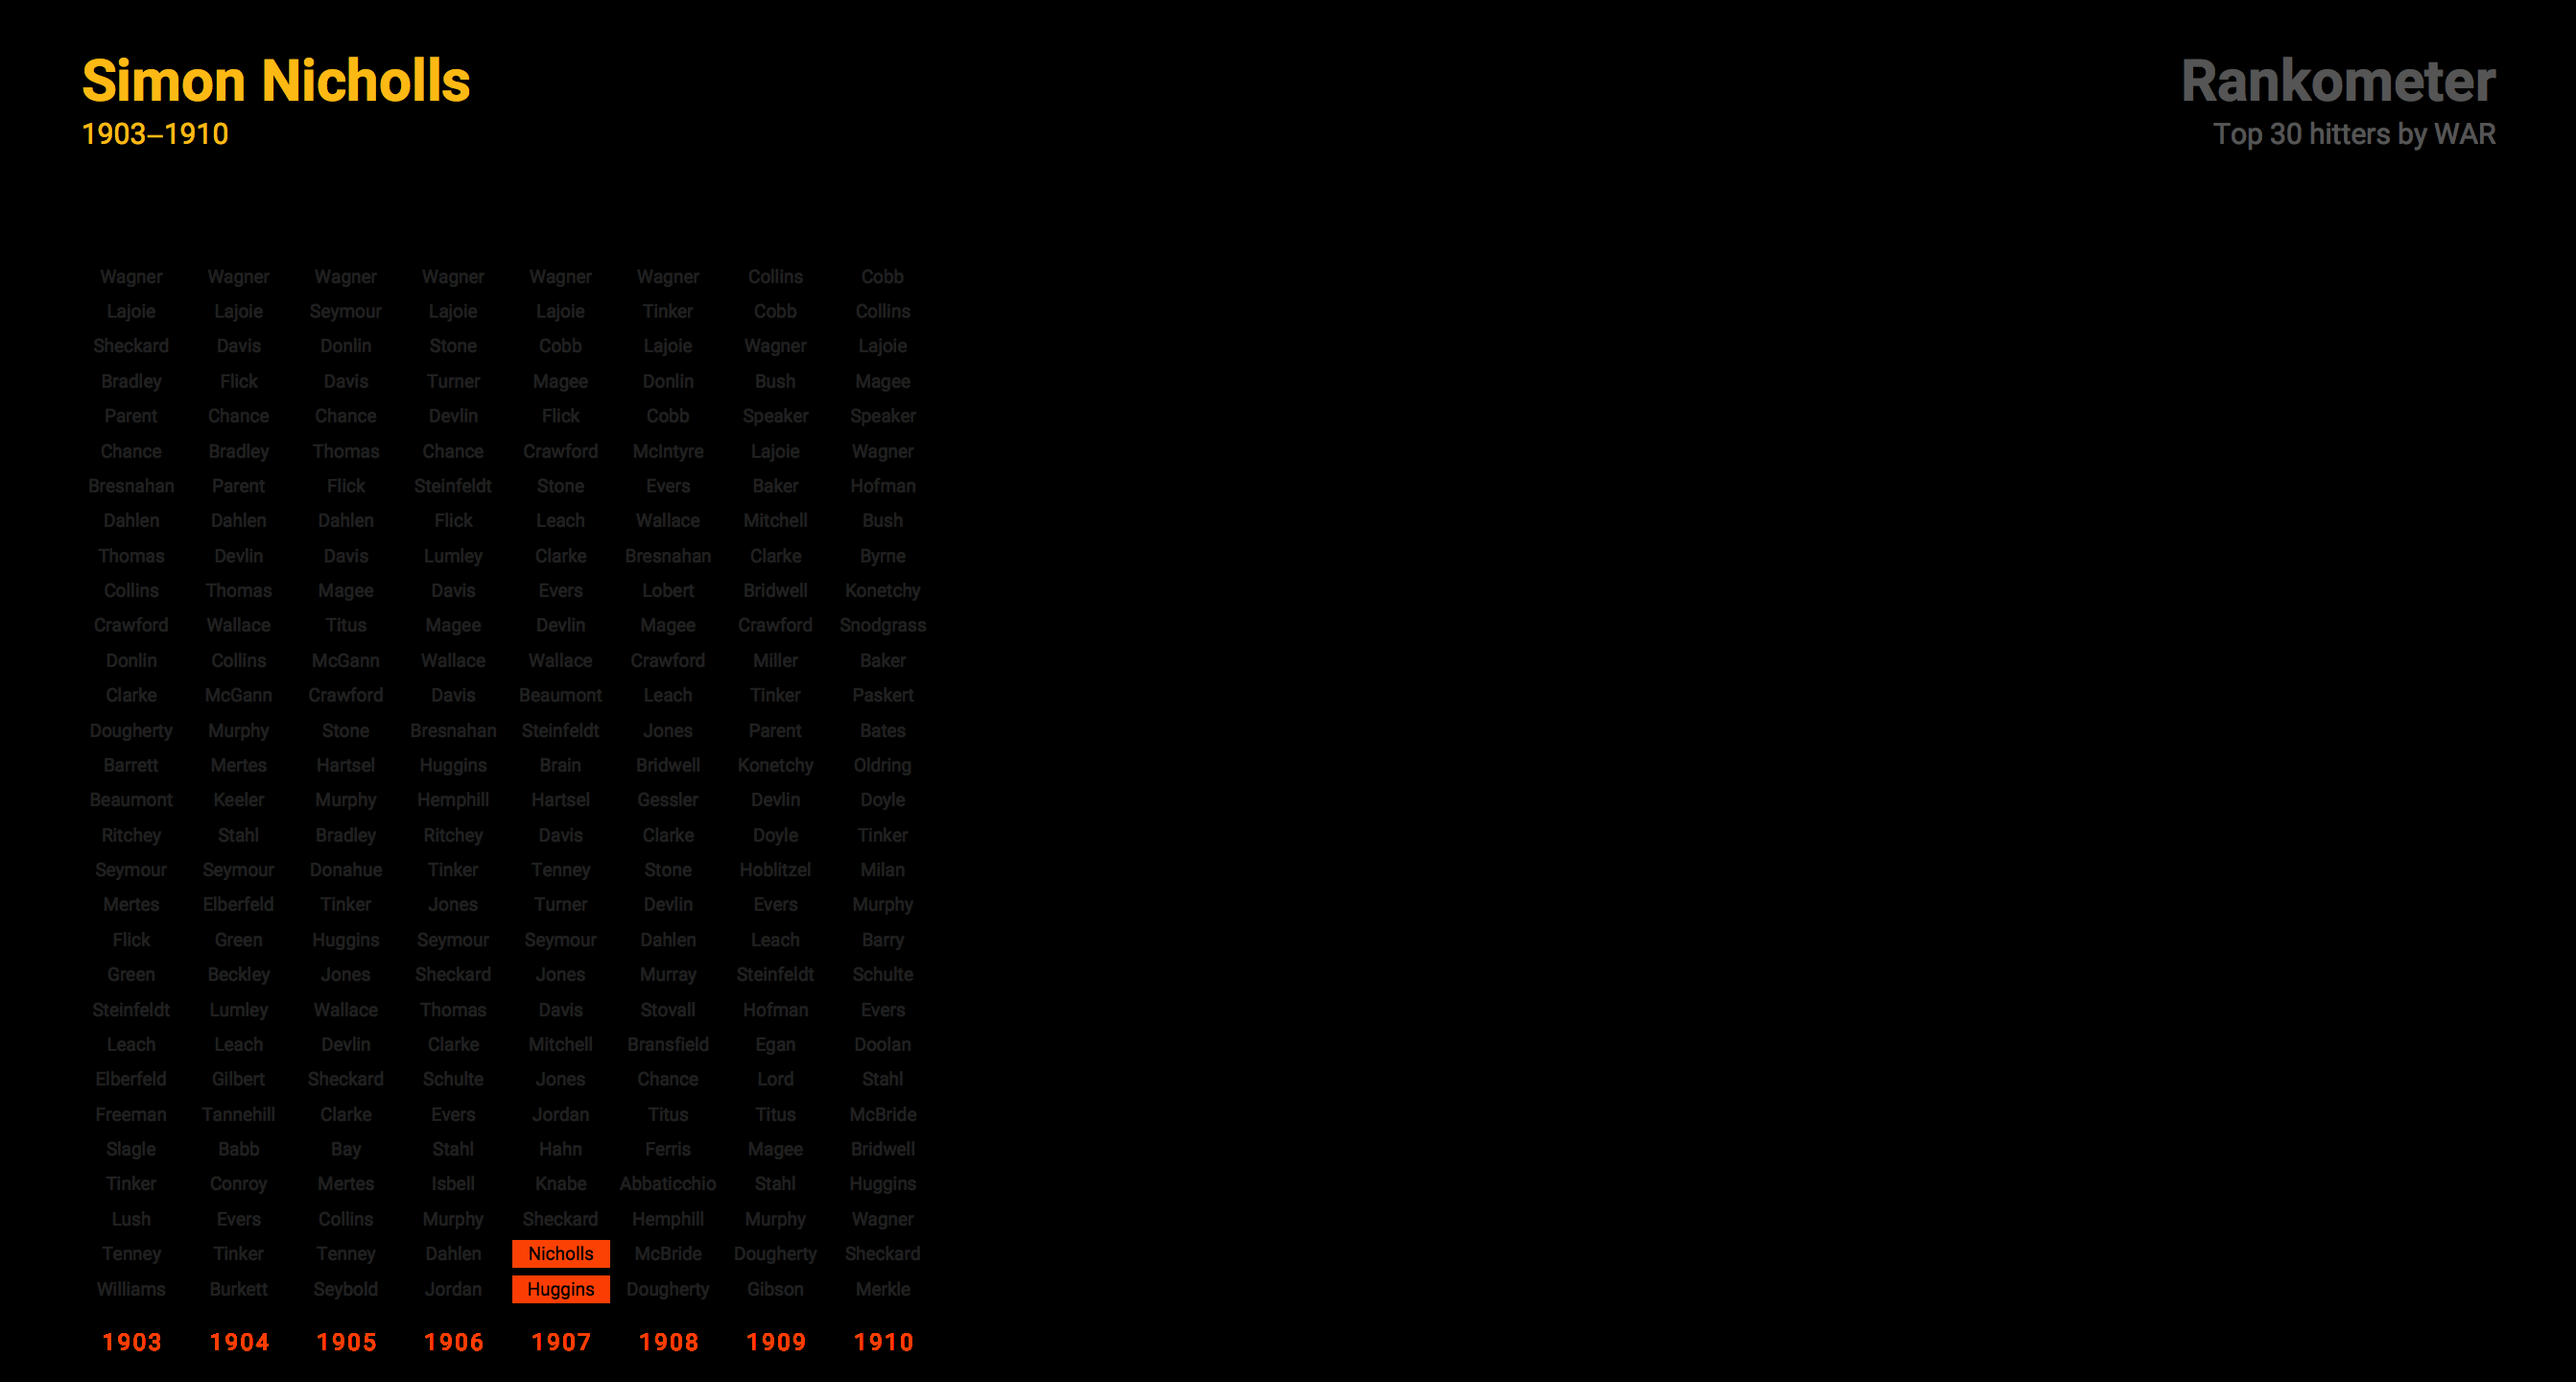 Simon Nicholls
1903–1910
Rankometer
Top 30 hitters by WAR
Wagner Wagner Wagner Wagner Wagner Wagner Collins Cobb
Lajoie Lajoie Seymour Lajoie Lajoie Tinker Cobb Collins
Sheckard Davis Donlin Stone Cobb Lajoie Wagner Lajoie
Bradley Flick Davis Turner Magee Donlin Bush Magee
Parent Chance Chance Devlin Flick Cobb Speaker Speaker
Chance Bradley Thomas Chance Crawford McIntyre Lajoie Wagner
Bresnahan Parent Flick Steinfeldt Stone Evers Baker Hofman
Dahlen Dahlen Dahlen Flick Leach Wallace Mitchell Bush
Thomas Devlin Davis Lumley Clarke Bresnahan Clarke Byrne
Collins Thomas Magee Davis Evers Lobert Bridwell Konetchy
Crawford Wallace Titus Magee Devlin Magee Crawford Snodgrass
Donlin Collins McGann Wallace Wallace Crawford Miller Baker
Clarke McGann Crawford Davis Beaumont Leach Tinker Paskert
Dougherty Murphy Stone Bresnahan Steinfeldt Jones Parent Bates
Barrett Mertes Hartsel Huggins Brain Bridwell Konetchy Oldring
Beaumont Keeler Murphy Hemphill Hartsel Gessler Devlin Doyle
Ritchey Stahl Bradley Ritchey Davis Clarke Doyle Tinker
Seymour Seymour Donahue Tinker Tenney Stone Hoblitzel Milan
Mertes Elberfeld Tinker Jones Turner Devlin Evers Murphy
Flick Green Huggins Seymour Seymour Dahlen Leach Barry
Green Beckley Jones Sheckard Jones Murray Steinfeldt Schulte
Steinfeldt Lumley Wallace Thomas Davis Stovall Hofman Evers
Leach Leach Devlin Clarke Mitchell Bransfield Egan Doolan
Elberfeld Gilbert Sheckard Schulte Jones Chance Lord Stahl
Freeman Tannehill Clarke Evers Jordan Titus Titus McBride
Slagle Babb Bay Stahl Hahn Ferris Magee Bridwell
Tinker Conroy Mertes Isbell Knabe Abbaticchio Stahl Huggins
Lush Evers Collins Murphy Sheckard Hemphill Murphy Wagner
Tenney Tinker Tenney Dahlen Nicholls McBride Dougherty Sheckard
Williams Burkett Seybold Jordan Huggins Dougherty Gibson Merkle
1903 1904 1905 1906 1907 1908 1909 1910